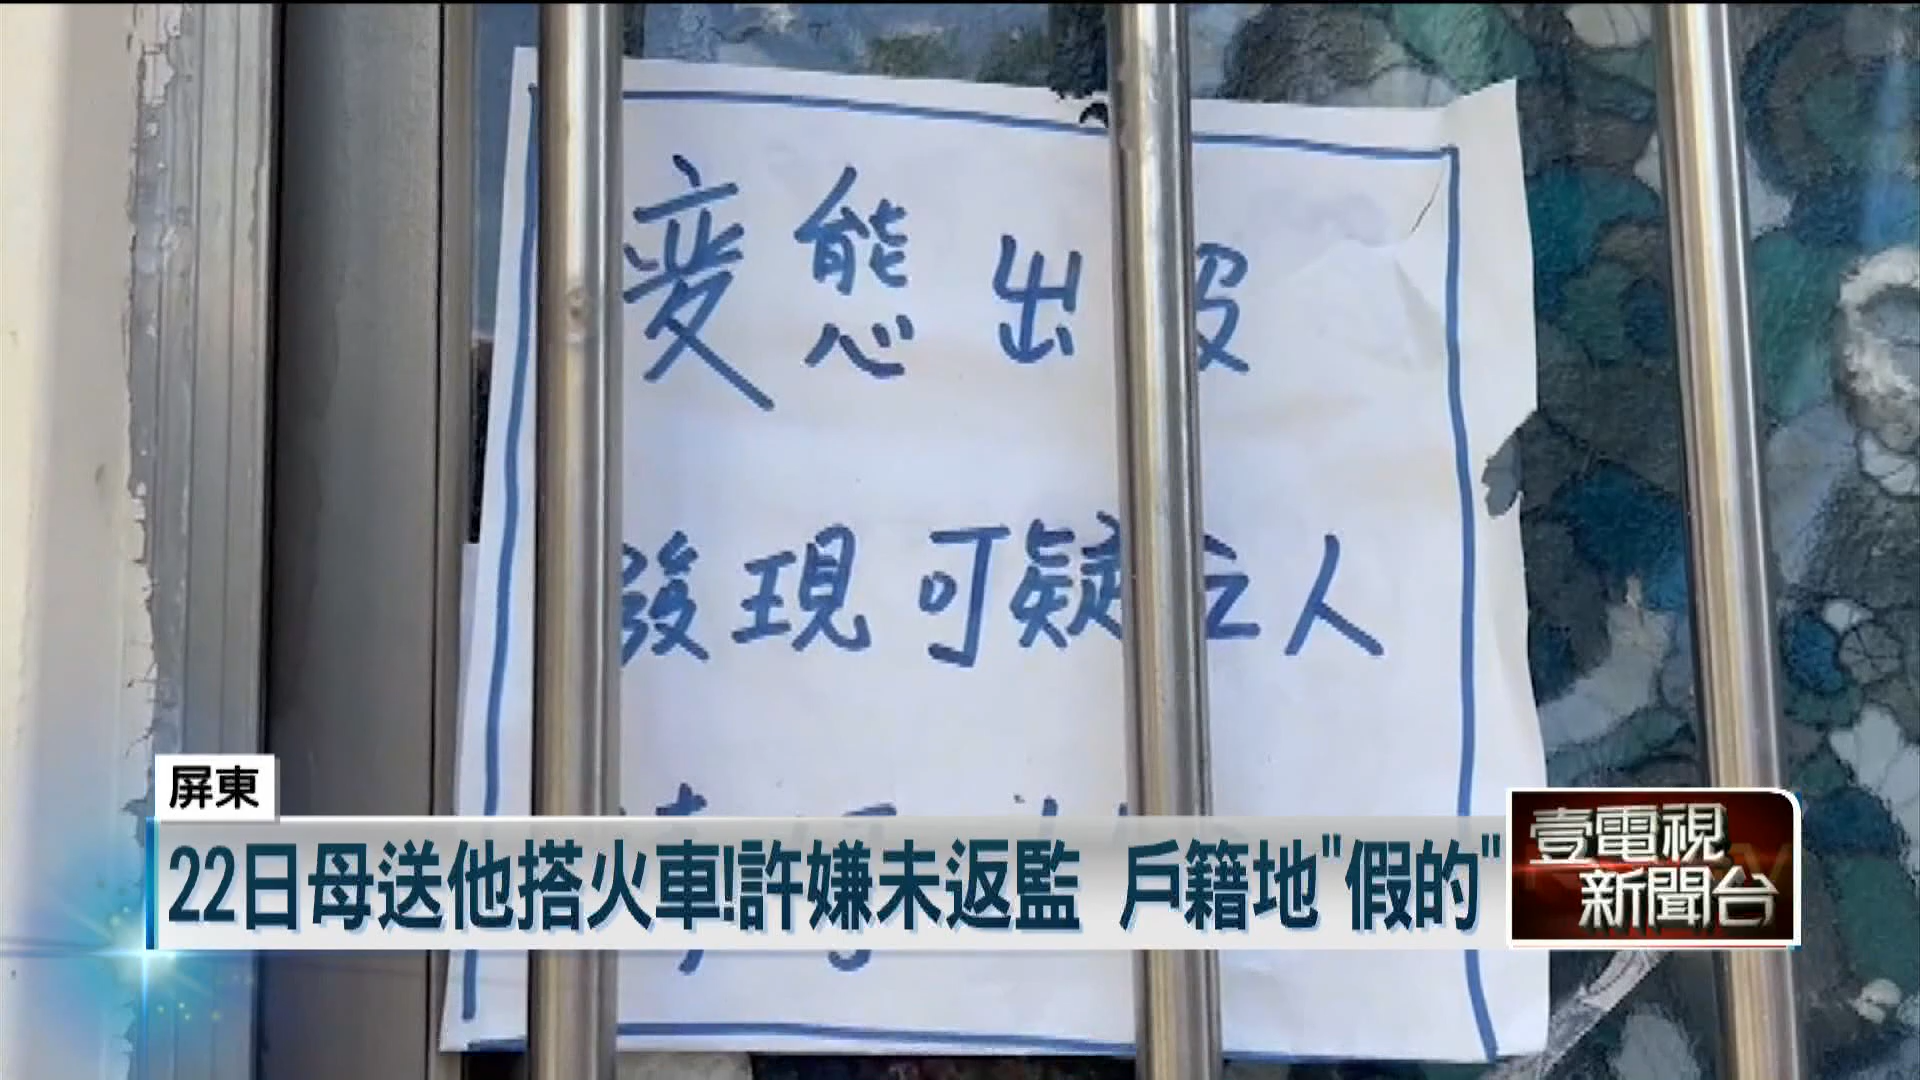 変態出沒
發現可疑之人
屏東
22日母送他搭火車!許嫌未返監 戶籍地"假的"
壹電視
新聞台